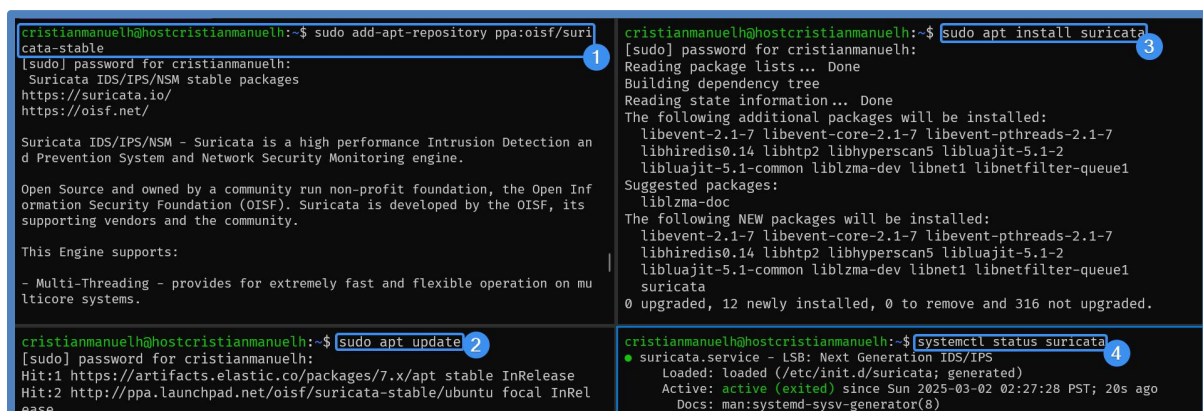 cristianmanuelh@hostcristianmanuelh:~$ sudo add-apt-repository ppa:oisf/suri
cata-stable
1
[sudo] password for cristianmanuelh:
 Suricata IDS/IPS/NSM stable packages
https://suricata.io/
https://oisf.net/
Suricata IDS/IPS/NSM - Suricata is a high performance Intrusion Detection an
d Prevention System and Network Security Monitoring engine.
Open Source and owned by a community run non-profit foundation, the Open Inf
ormation Security Foundation (OISF). Suricata is developed by the OISF, its
supporting vendors and the community.
This Engine supports:
- Multi-Threading - provides for extremely fast and flexible operation on mu
lticore systems.
cristianmanuelh@hostcristianmanuelh:~$ sudo apt update
2
[sudo] password for cristianmanuelh:
Hit:1 https://artifacts.elastic.co/packages/7.x/apt stable InRelease
Hit:2 http://ppa.launchpad.net/oisf/suricata-stable/ubuntu focal InRel
ease
cristianmanuelh@hostcristianmanuelh:~$ sudo apt install suricata
3
[sudo] password for cristianmanuelh:
Reading package lists... Done
Building dependency tree
Reading state information... Done
The following additional packages will be installed:
  libevent-2.1-7 libevent-core-2.1-7 libevent-pthreads-2.1-7
  libhiredis0.14 libhtp2 libhyperscan5 libluajit-5.1-2
  libluajit-5.1-common liblzma-dev libnet1 libnetfilter-queue1
Suggested packages:
  liblzma-doc
The following NEW packages will be installed:
  libevent-2.1-7 libevent-core-2.1-7 libevent-pthreads-2.1-7
  libhiredis0.14 libhtp2 libhyperscan5 libluajit-5.1-2
  libluajit-5.1-common liblzma-dev libnet1 libnetfilter-queue1
  suricata
0 upgraded, 12 newly installed, 0 to remove and 316 not upgraded.
cristianmanuelh@hostcristianmanuelh:~$ systemctl status suricata
4
● suricata.service - LSB: Next Generation IDS/IPS
     Loaded: loaded (/etc/init.d/suricata; generated)
     Active: active (exited) since Sun 2025-03-02 02:27:28 PST; 20s ago
       Docs: man:systemd-sysv-generator(8)